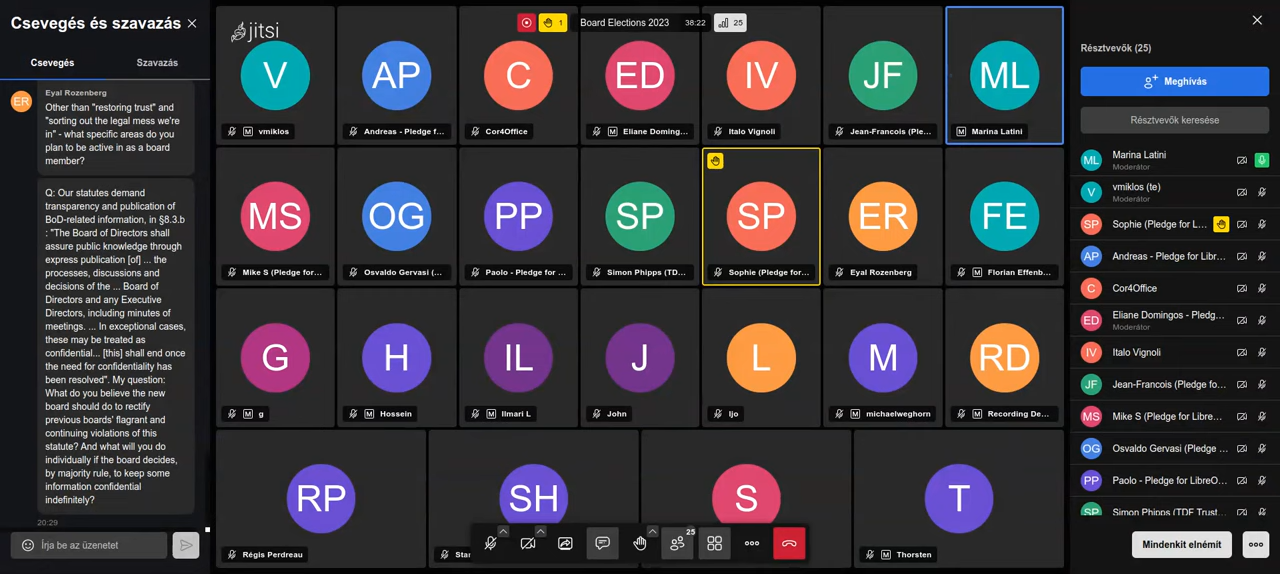 Csevegés és szavazás
Csevegés
Szavazás
ER
Eyal Rozenberg
Other than "restoring trust" and
"sorting out the legal mess we're
in" - what specific areas do you
plan to be active in as a board
member?
Q: Our statutes demand
transparency and publication of
BoD-related information, in §8.3.b
: "The Board of Directors shall
assure public knowledge through
express publication [of] ... the
processes, discussions and
decisions of the ... Board of
Directors and any Executive
Directors, including minutes of
meetings. ... In exceptional cases,
these may be treated as
confidential... [this] shall end once
the need for confidentiality has
been resolved". My question:
What do you believe the new
board should do to rectify
previous boards' flagrant and
continuing violations of this
statute? And what will you do
individually if the board decides,
by majority rule, to keep some
information confidential
indefinitely?
20:29
Írja be az üzenetet
jitsi
1
Board Elections 2023
38:22
25
V
AP
C
ED
IV
JF
ML
M vmiklos
Andreas - Pledge f...
Cor4Office
M Eliane Doming...
Italo Vignoli
Jean-Francois (Ple...
M Marina Latini
MS
OG
PP
SP
SP
ER
FE
Mike S (Pledge for...
Osvaldo Gervasi (...
Paolo - Pledge for ...
Simon Phipps (TD...
Sophie (Pledge for...
Eyal Rozenberg
M Florian Effenb...
G
H
IL
J
L
M
RD
M g
M Hossein
M Ilmari L
John
ljo
M michaelweghorn
M Recording De...
RP
SH
S
T
Régis Perdreau
Star
M Thorsten
25
Résztvevők (25)
Meghívás
Résztvevők keresése
ML
Marina Latini
Moderátor
V
vmiklos (te)
Moderátor
SP
Sophie (Pledge for L...
AP
Andreas - Pledge for Libr...
C
Cor4Office
ED
Eliane Domingos - Pledg...
Moderátor
IV
Italo Vignoli
JF
Jean-Francois (Pledge fo...
MS
Mike S (Pledge for Libre...
OG
Osvaldo Gervasi (Pledge ...
PP
Paolo - Pledge for LibreO...
SP
Simon Phipps (TDF Trust...
Mindenkit elnémít